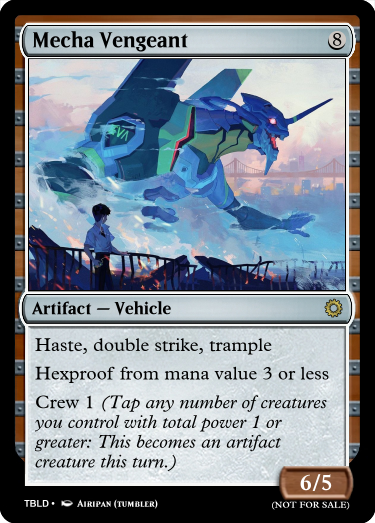 Mecha Vengeant 8
EVA
Artifact — Vehicle
Haste, double strike, trample
Hexproof from mana value 3 or less
Crew 1 (Tap any number of creatures
you control with total power 1 or
greater: This becomes an artifact
creature this turn.)
6/5
TBLD • AIRIPAN (TUMBLER)
(NOT FOR SALE)